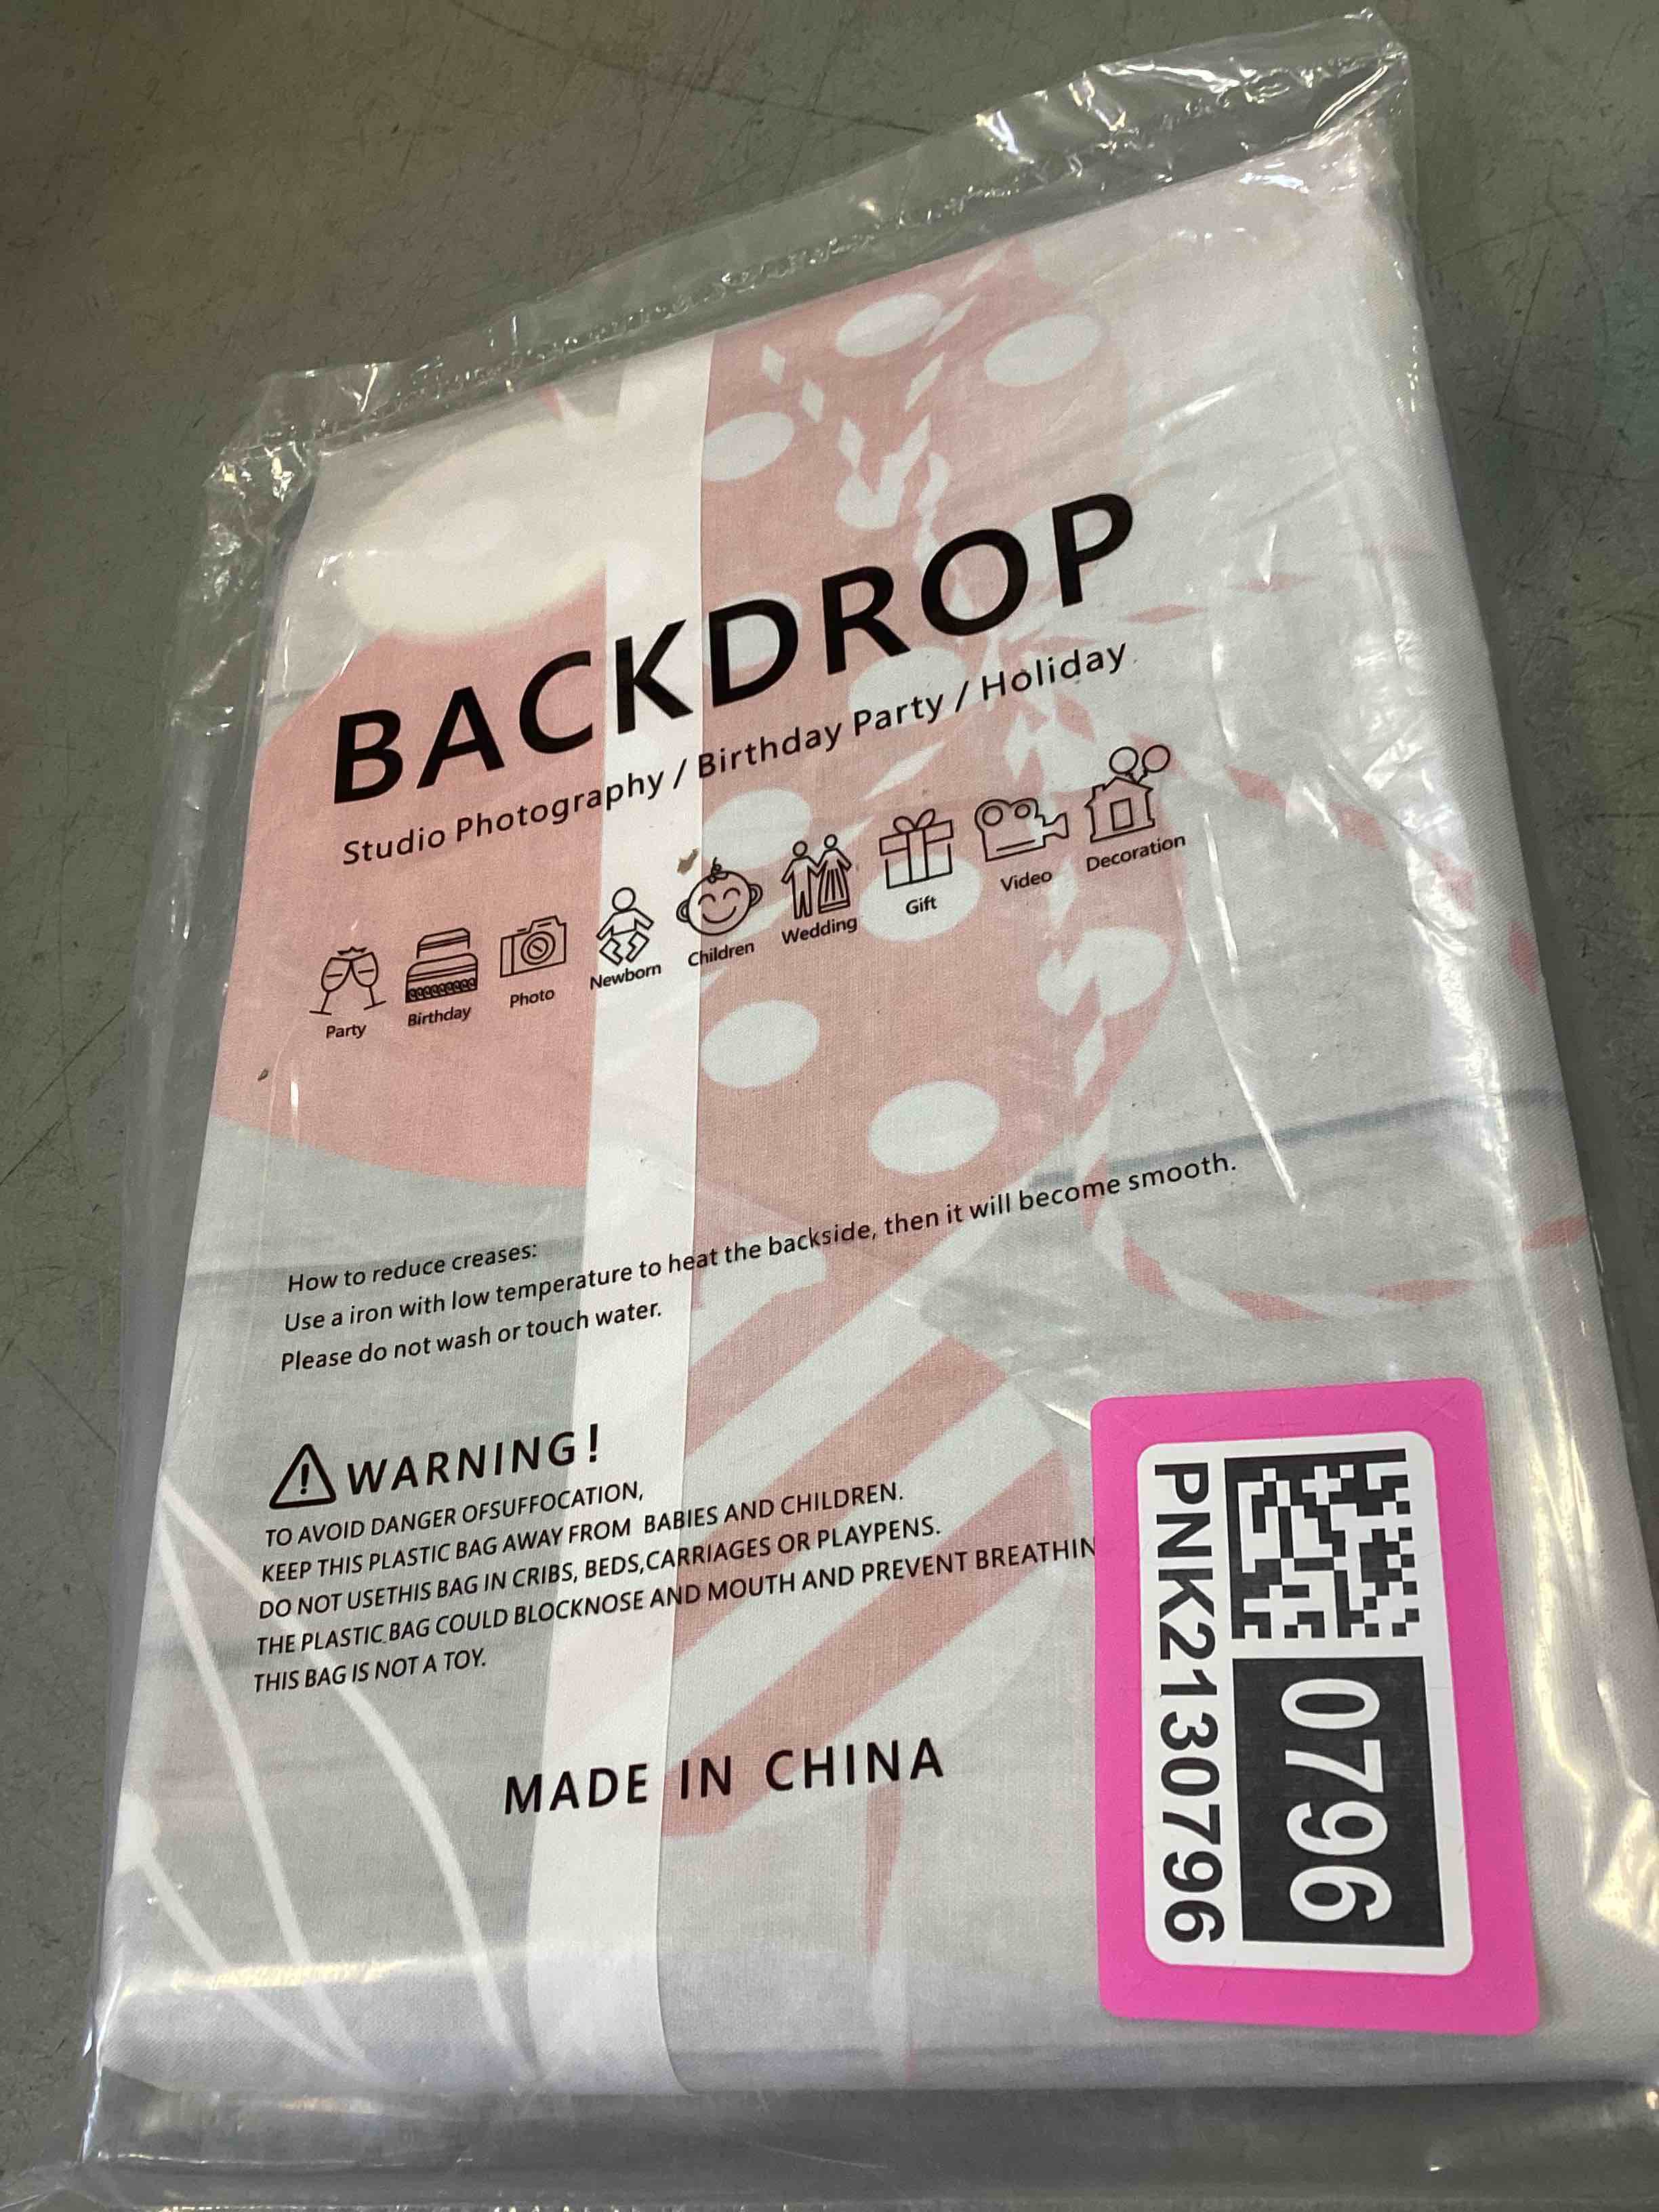 BACKDROP
Studio Photography / Birthday Party / Holiday
Party
Birthday
Photo
Newborn
Children
Wedding
Gift
Video
Decoration
How to reduce creases:
Use a iron with low temperature to heat the backside, then it will become smooth.
Please do not wash or touch water.
WARNING!
TO AVOID DANGER OFSUFFOCATION,
KEEP THIS PLASTIC BAG AWAY FROM BABIES AND CHILDREN.
DO NOT USETHIS BAG IN CRIBS, BEDS,CARRIAGES OR PLAYPENS.
THE PLASTIC BAG COULD BLOCKNOSE AND MOUTH AND PREVENT BREATHIN
THIS BAG IS NOT A TOY.
MADE IN CHINA
0796
PNK2130796